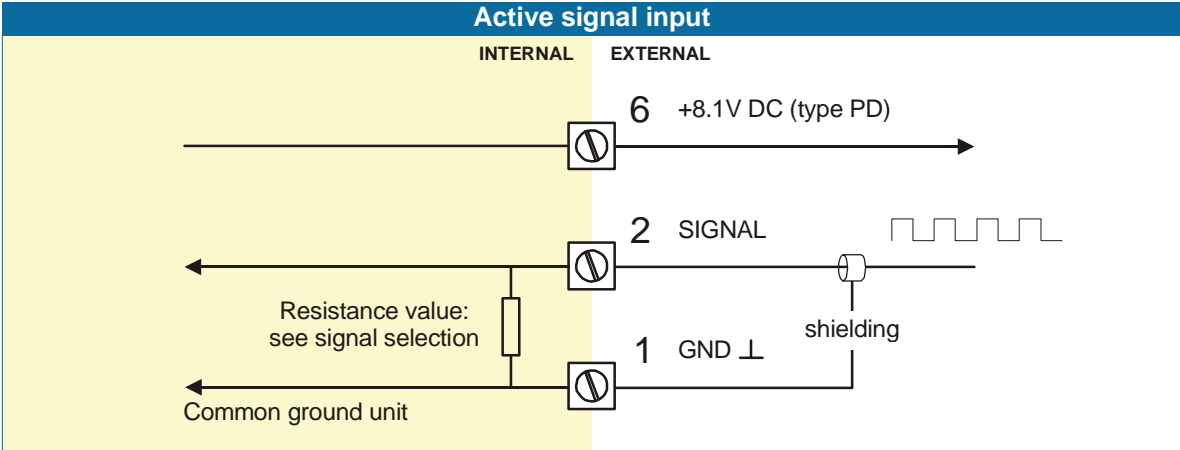 Active signal input
INTERNAL EXTERNAL
6 +8.1V DC (type PD)
2 SIGNAL
Resistance value:
see signal selection
shielding
1 GND ⊥
Common ground unit